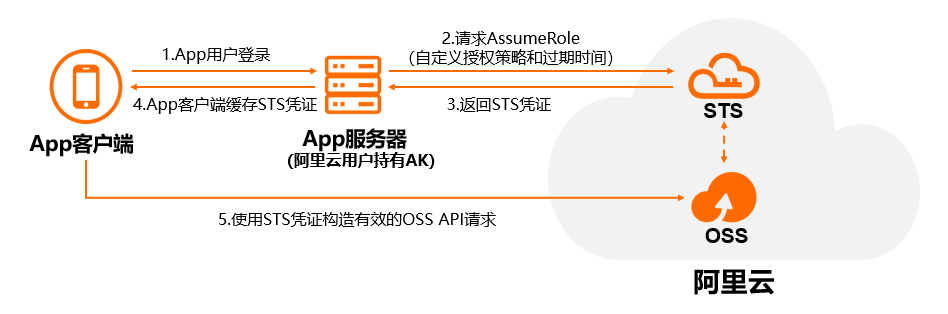 1.App用户登录
2.请求AssumeRole
（自定义授权策略和过期时间）
4.App客户端缓存STS凭证
3.返回STS凭证
STS
App客户端
App服务器
(阿里云用户持有AK)
5.使用STS凭证构造有效的OSS API请求
OSS
阿里云